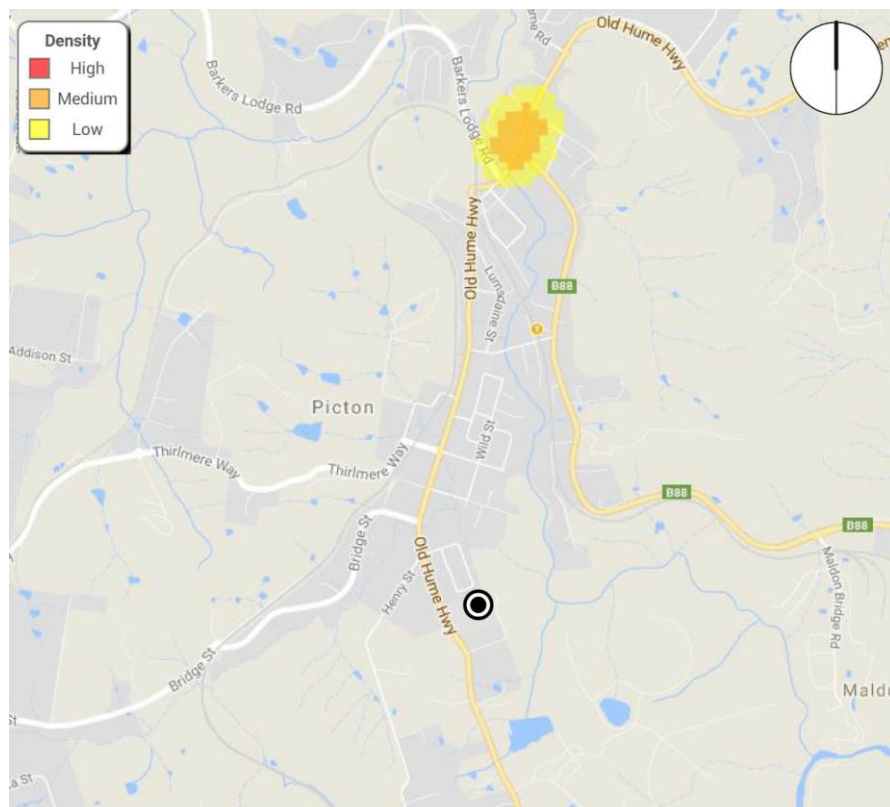 Density
High
Medium
Low
Barkers Lodge Rd
Barkers Lodge Rd
Old Hume Hwy
Old Hume Hwy
Lumsdaine St
B88
Addison St
Picton
Wild St
Thirlmere Way
Thirlmere Way
B88
B88
Bridge St
Old Hume Hwy
Henry St
Maldon Bridge Rd
Bridge St